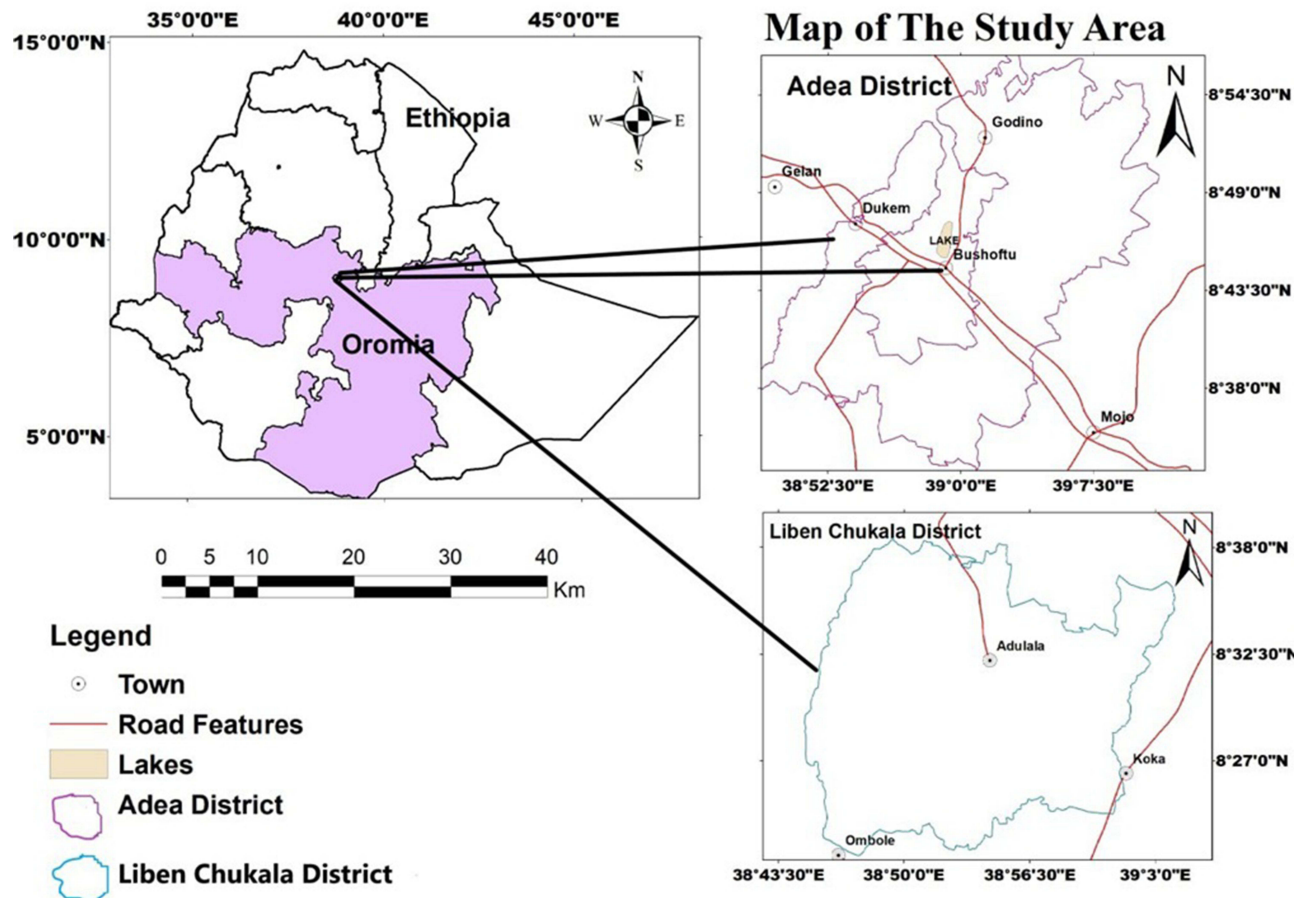 35°0'0"E 40°0'0"E 45°0'0"E
15°0'0"N
10°0'0"N
5°0'0"N
Ethiopia
N
W E
S
Oromia
Map of The Study Area
Adea District
N
Godino
Gelan
Dukem
LAKE
Bushoftu
Mojo
8°54'30"N
8°49'0"N
8°43'30"N
8°38'0"N
38°52'30"E 39°0'0"E 39°7'30"E
0 5 10 20 30 40
Km
Legend
Town
Road Features
Lakes
Adea District
Liben Chukala District
Liben Chukala District
N
Adulala
Koka
Ombole
8°38'0"N
8°32'30"N
8°27'0"N
38°43'30"E 38°50'0"E 38°56'30"E 39°3'0"E